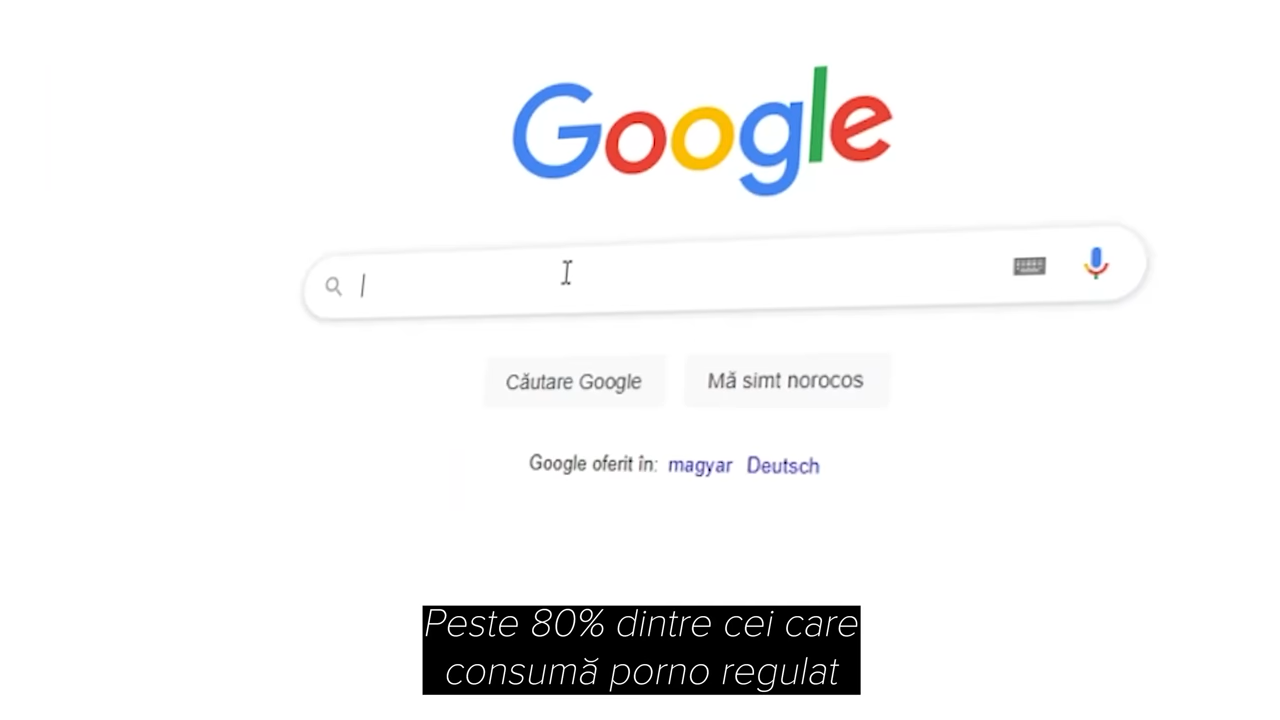 Google
Căutare Google
Mă simt norocos
Google oferit în: magyar Deutsch
Peste 80% dintre cei care
consumă porno regulat